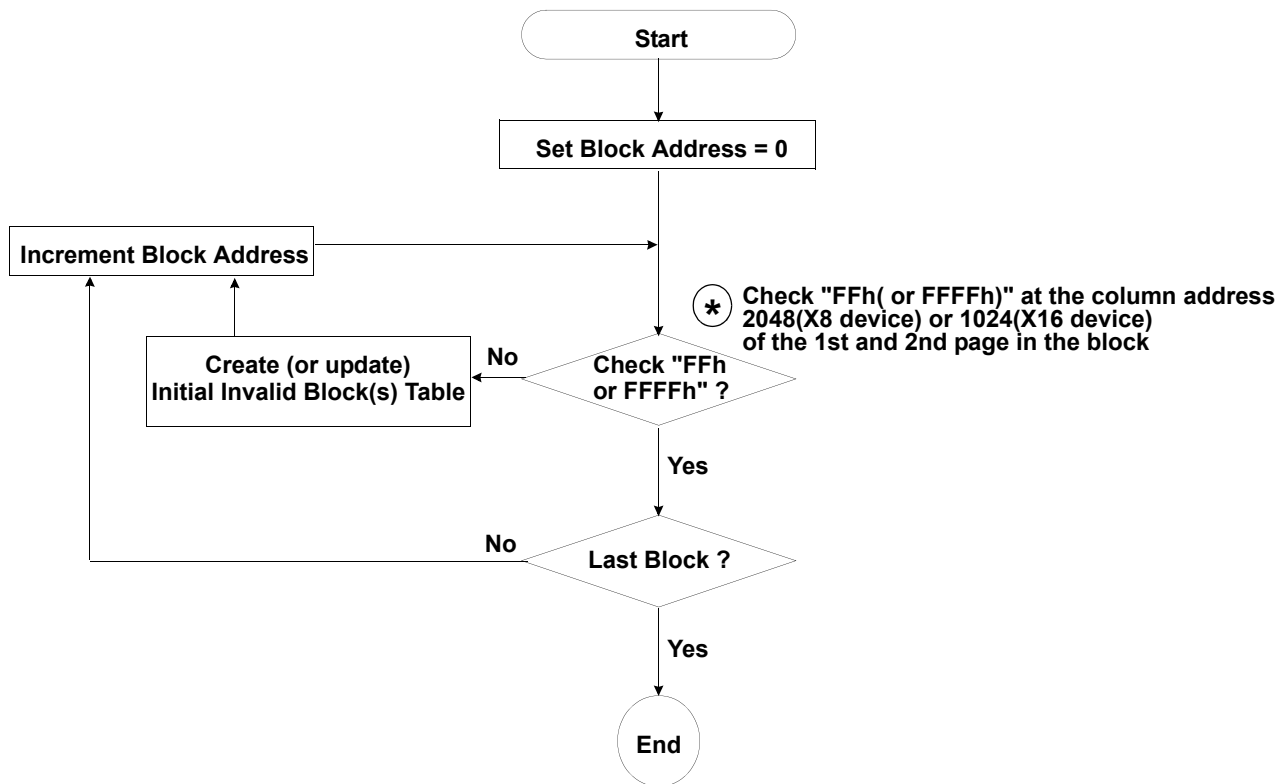 Start
Set Block Address = 0
Increment Block Address
* Check "FFh( or FFFFh)" at the column address
2048(X8 device) or 1024(X16 device)
of the 1st and 2nd page in the block
Create (or update)
Initial Invalid Block(s) Table
No
Check "FFh
or FFFFh" ?
Yes
No
Last Block ?
Yes
End